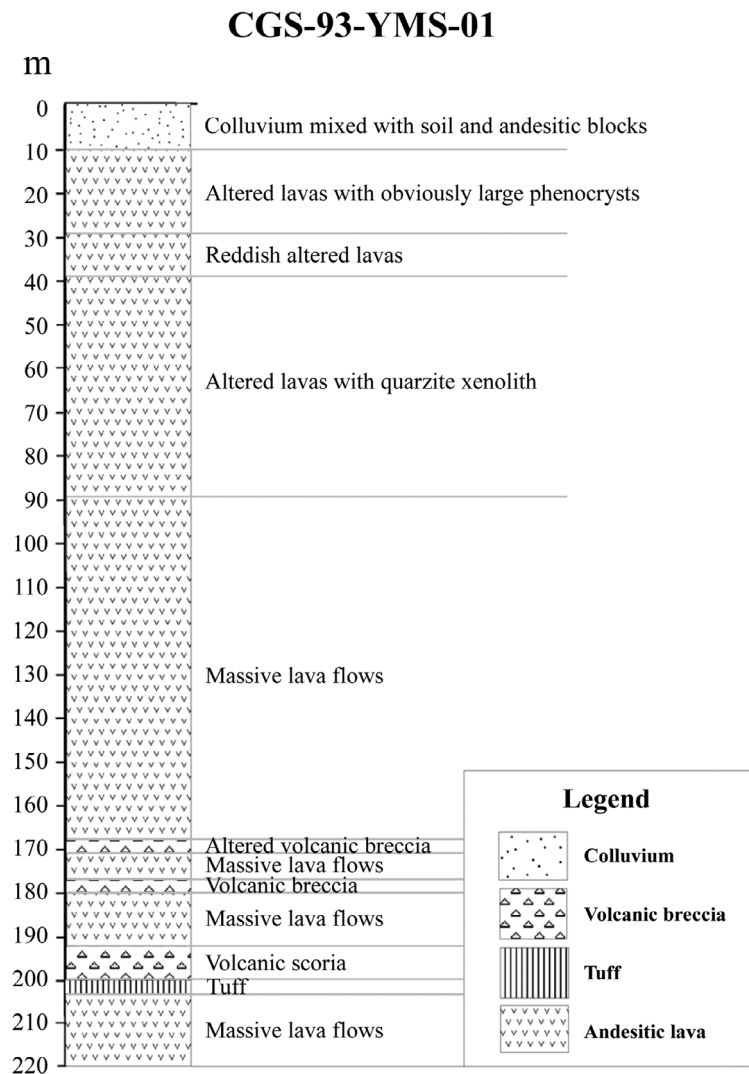 CGS-93-YMS-01
m
0
Colluvium mixed with soil and andesitic blocks
10
Altered lavas with obviously large phenocrysts
20
30
Reddish altered lavas
40
50
60
Altered lavas with quarzite xenolith
70
80
90
100
110
120
130
Massive lava flows
140
150
160
170
Altered volcanic breccia
Massive lava flows
180
Volcanic breccia
Massive lava flows
190
Volcanic scoria
200
Tuff
210
Massive lava flows
220
Legend
Colluvium
Volcanic breccia
Tuff
Andesitic lava